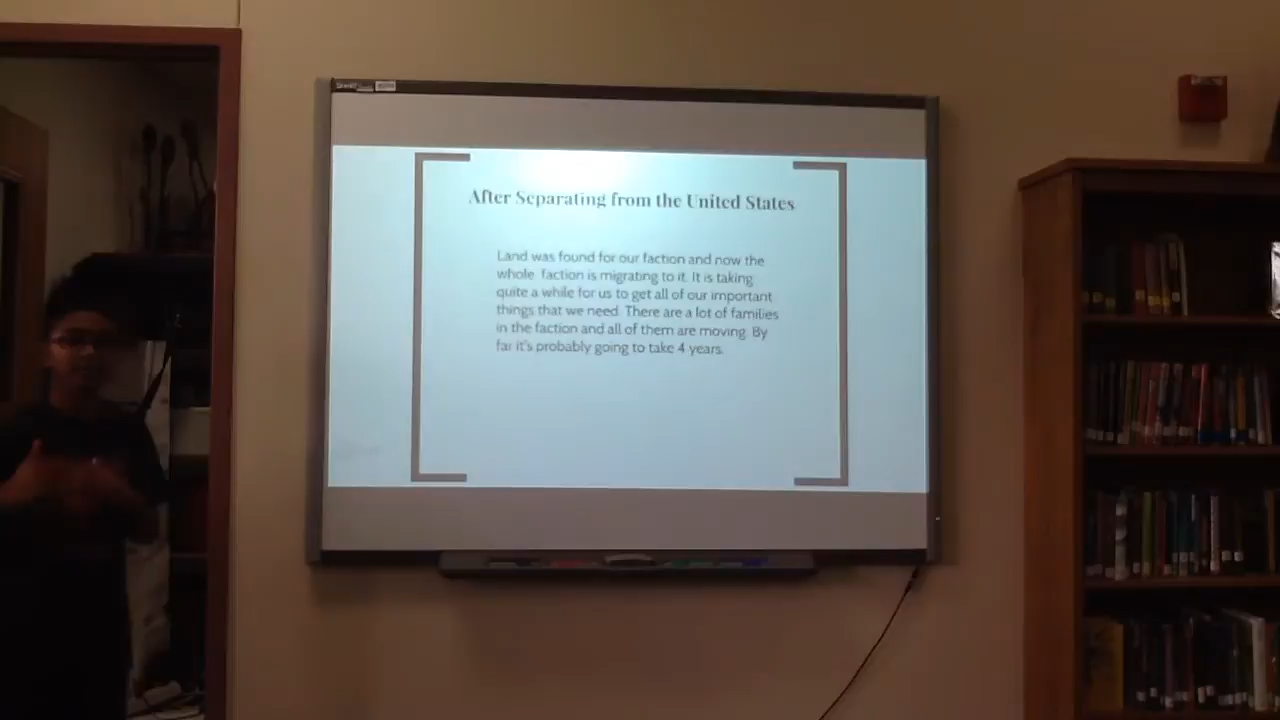 After Separating from the United States
Land was found for our faction and now the
whole faction is migrating to it. It is taking
quite a while for us to get all of our important
things that we need. There are a lot of families
in the faction and all of them are moving. By
far it's probably going to take 4 years.